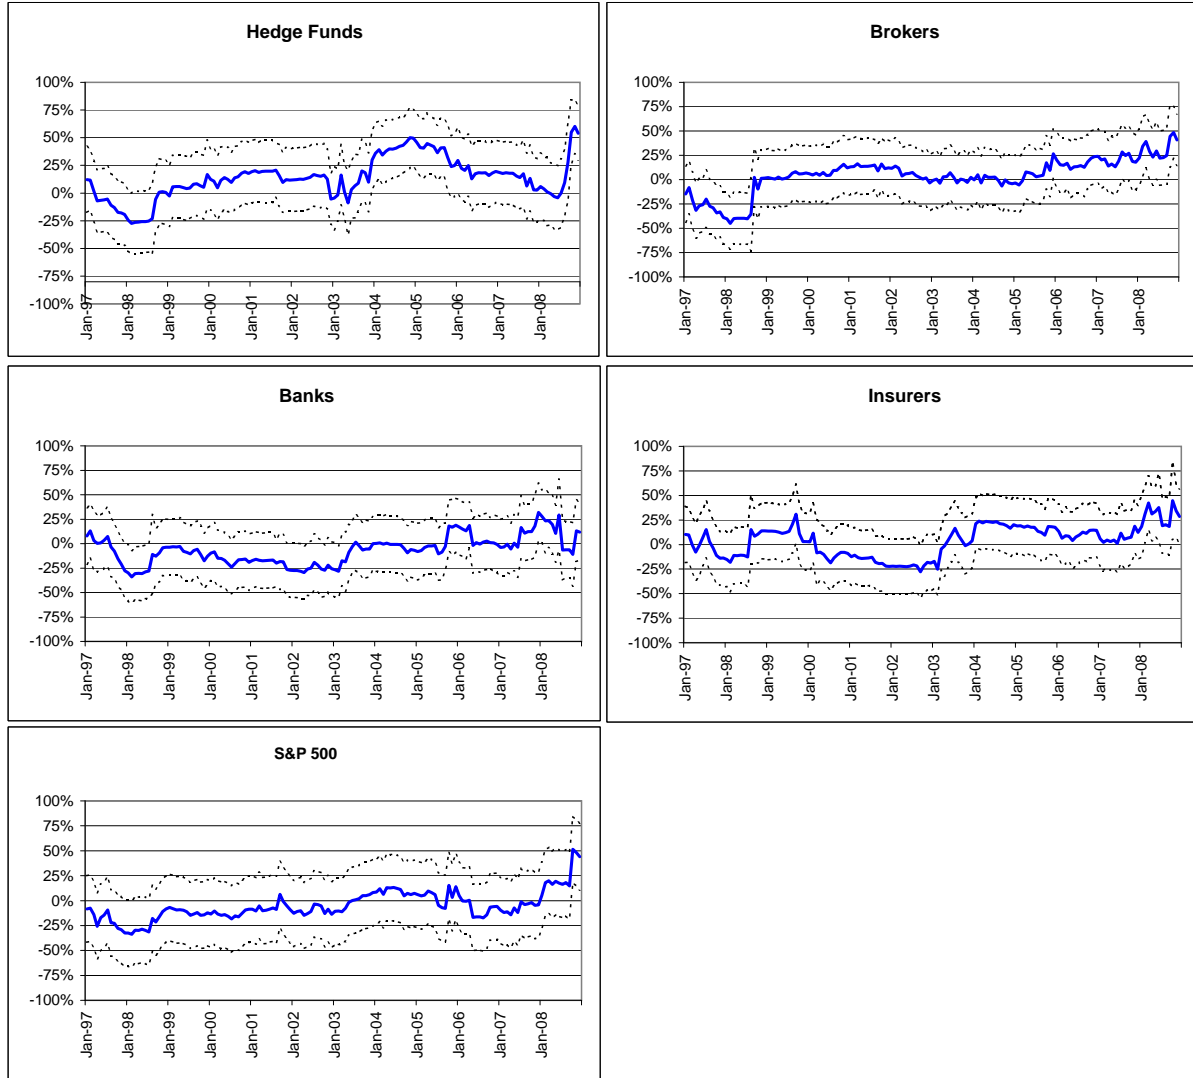 Hedge Funds
100%
75%
50%
25%
0%
-25%
-50%
-75%
-100%
Jan-97
Jan-98
Jan-99
Jan-00
Jan-01
Jan-02
Jan-03
Jan-04
Jan-05
Jan-06
Jan-07
Jan-08
Brokers
100%
75%
50%
25%
0%
-25%
-50%
-75%
-100%
Jan-97
Jan-98
Jan-99
Jan-00
Jan-01
Jan-02
Jan-03
Jan-04
Jan-05
Jan-06
Jan-07
Jan-08
Banks
100%
75%
50%
25%
0%
-25%
-50%
-75%
-100%
Jan-97
Jan-98
Jan-99
Jan-00
Jan-01
Jan-02
Jan-03
Jan-04
Jan-05
Jan-06
Jan-07
Jan-08
Insurers
100%
75%
50%
25%
0%
-25%
-50%
-75%
-100%
Jan-97
Jan-98
Jan-99
Jan-00
Jan-01
Jan-02
Jan-03
Jan-04
Jan-05
Jan-06
Jan-07
Jan-08
S&P 500
100%
75%
50%
25%
0%
-25%
-50%
-75%
-100%
Jan-97
Jan-98
Jan-99
Jan-00
Jan-01
Jan-02
Jan-03
Jan-04
Jan-05
Jan-06
Jan-07
Jan-08